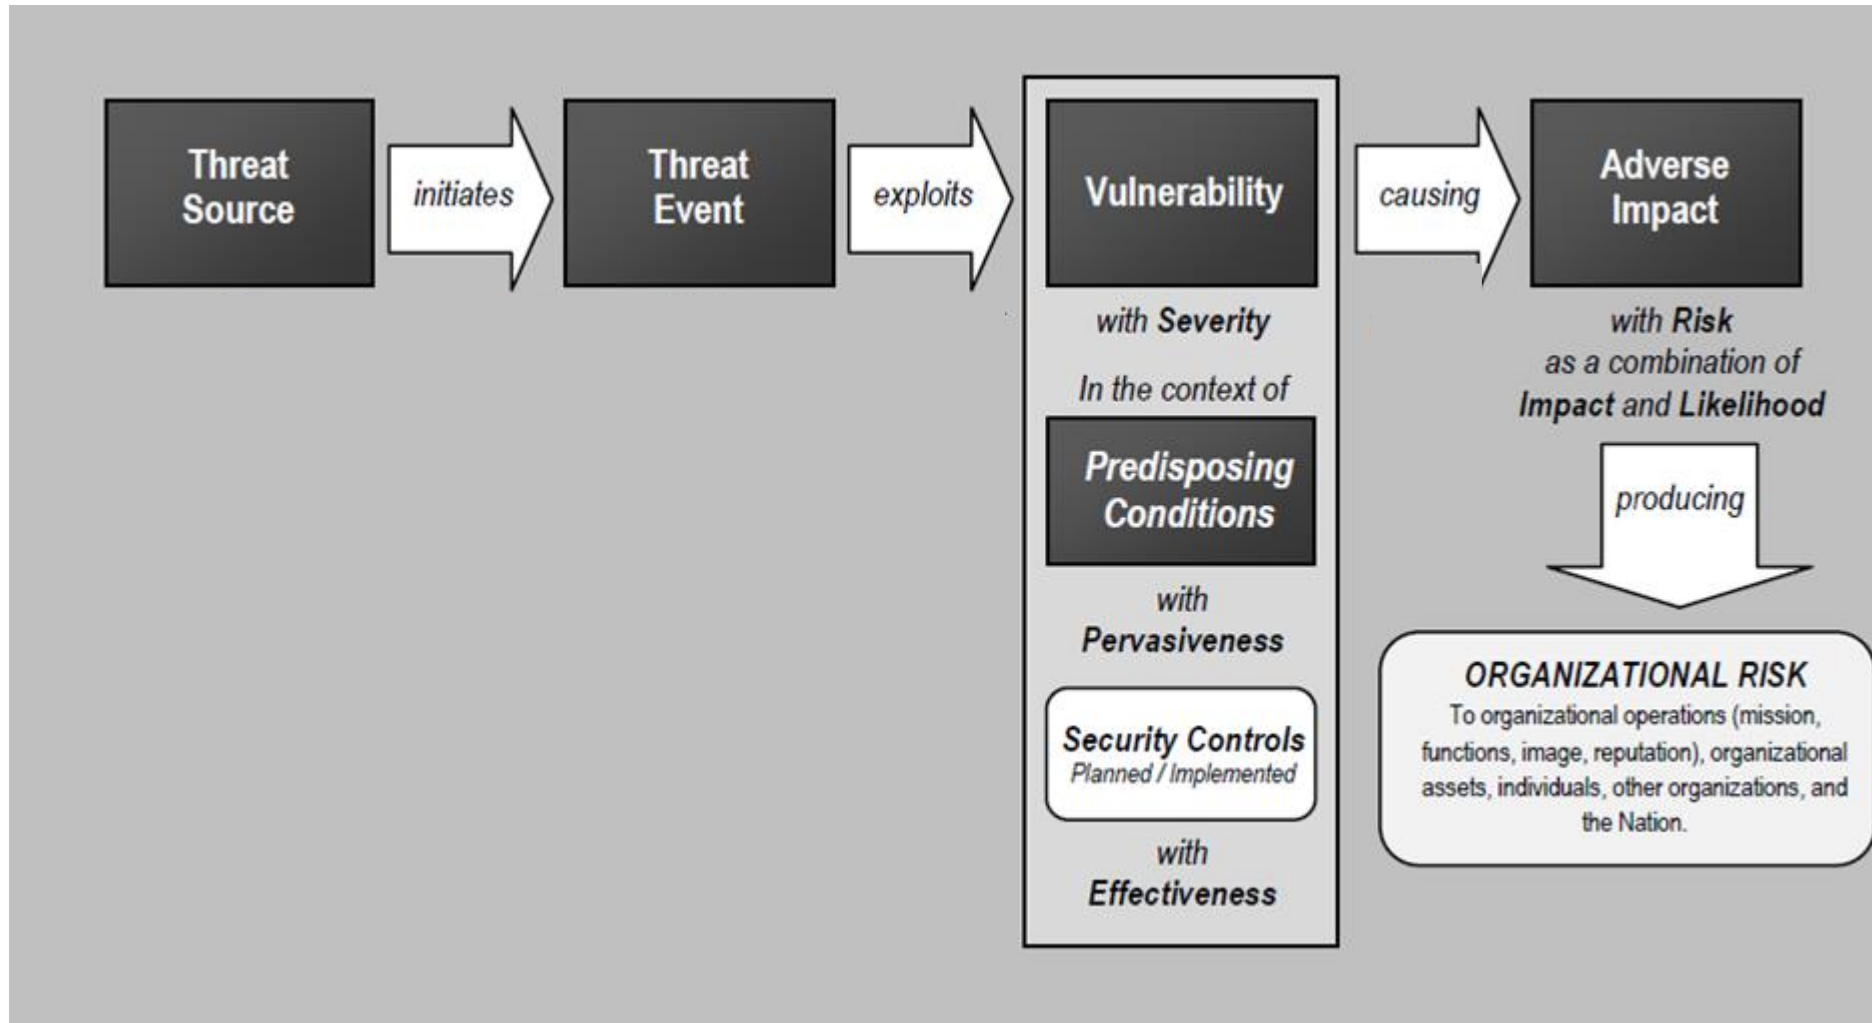 Threat
Source
initiates
Threat
Event
exploits
Vulnerability
with Severity
In the context of
Predisposing
Conditions
with
Pervasiveness
Security Controls
Planned / Implemented
with
Effectiveness
causing
Adverse
Impact
with Risk
as a combination of
Impact and Likelihood
producing
ORGANIZATIONAL RISK
To organizational operations (mission,
functions, image, reputation), organizational
assets, individuals, other organizations, and
the Nation.